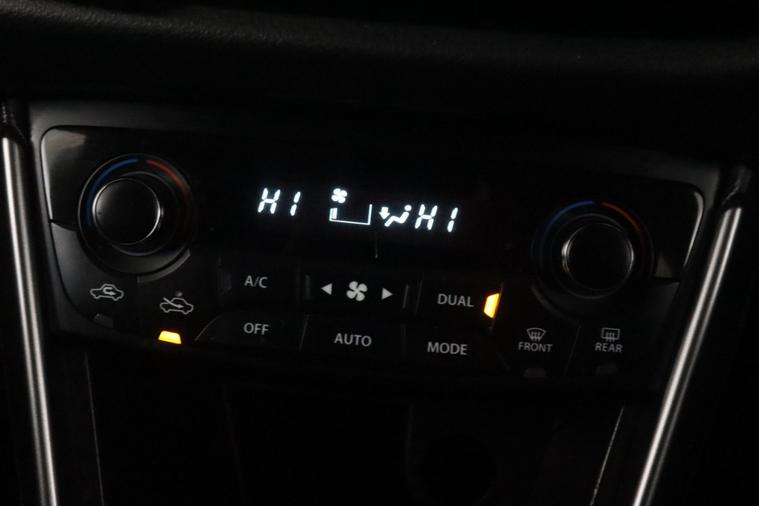 HI HI
A/C
DUAL
OFF
AUTO
MODE
FRONT
REAR